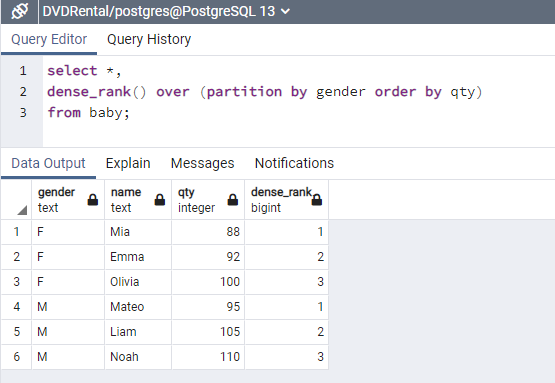 DVDRental/postgres@PostgreSQL 13
Query Editor Query History
1 select *,
2 dense_rank() over (partition by gender order by qty)
3 from baby;
Data Output Explain Messages Notifications
gender name qty dense_rank
text text integer bigint
1 F Mia 88 1
2 F Emma 92 2
3 F Olivia 100 3
4 M Mateo 95 1
5 M Liam 105 2
6 M Noah 110 3